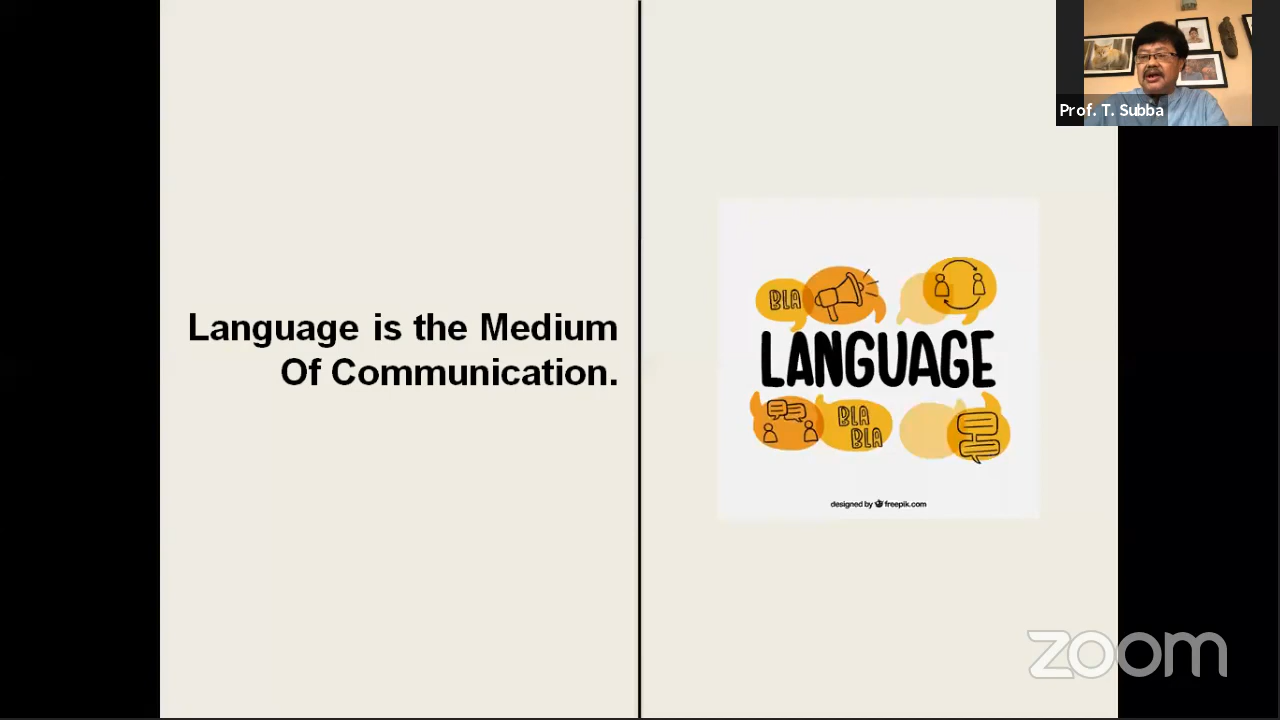 Prof. T. Subba
Language is the Medium
Of Communication.
BLA
LANGUAGE
BLA
BLA
designed by freepik.com
zoom